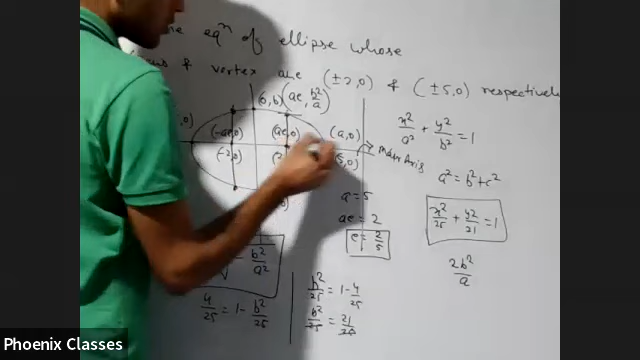 the eqⁿ of ellipse whose
& vertex are (±2,0) & (±5,0) respectively
(0,b) (ae, b²/a)
(-ae,0) (ae,0) (a,0)
(-2,0)
5,0)
Major Axis
x²/a² + y²/b² = 1
a² = b² + c²
a = 5
ae = 2
e = 2/5
x²/25 + y²/21 = 1
2b²/a
b²/a²
4/25 = 1 - b²/25
b²/25 = 1 - 4/25
b²/25 = 21/25
Phoenix Classes